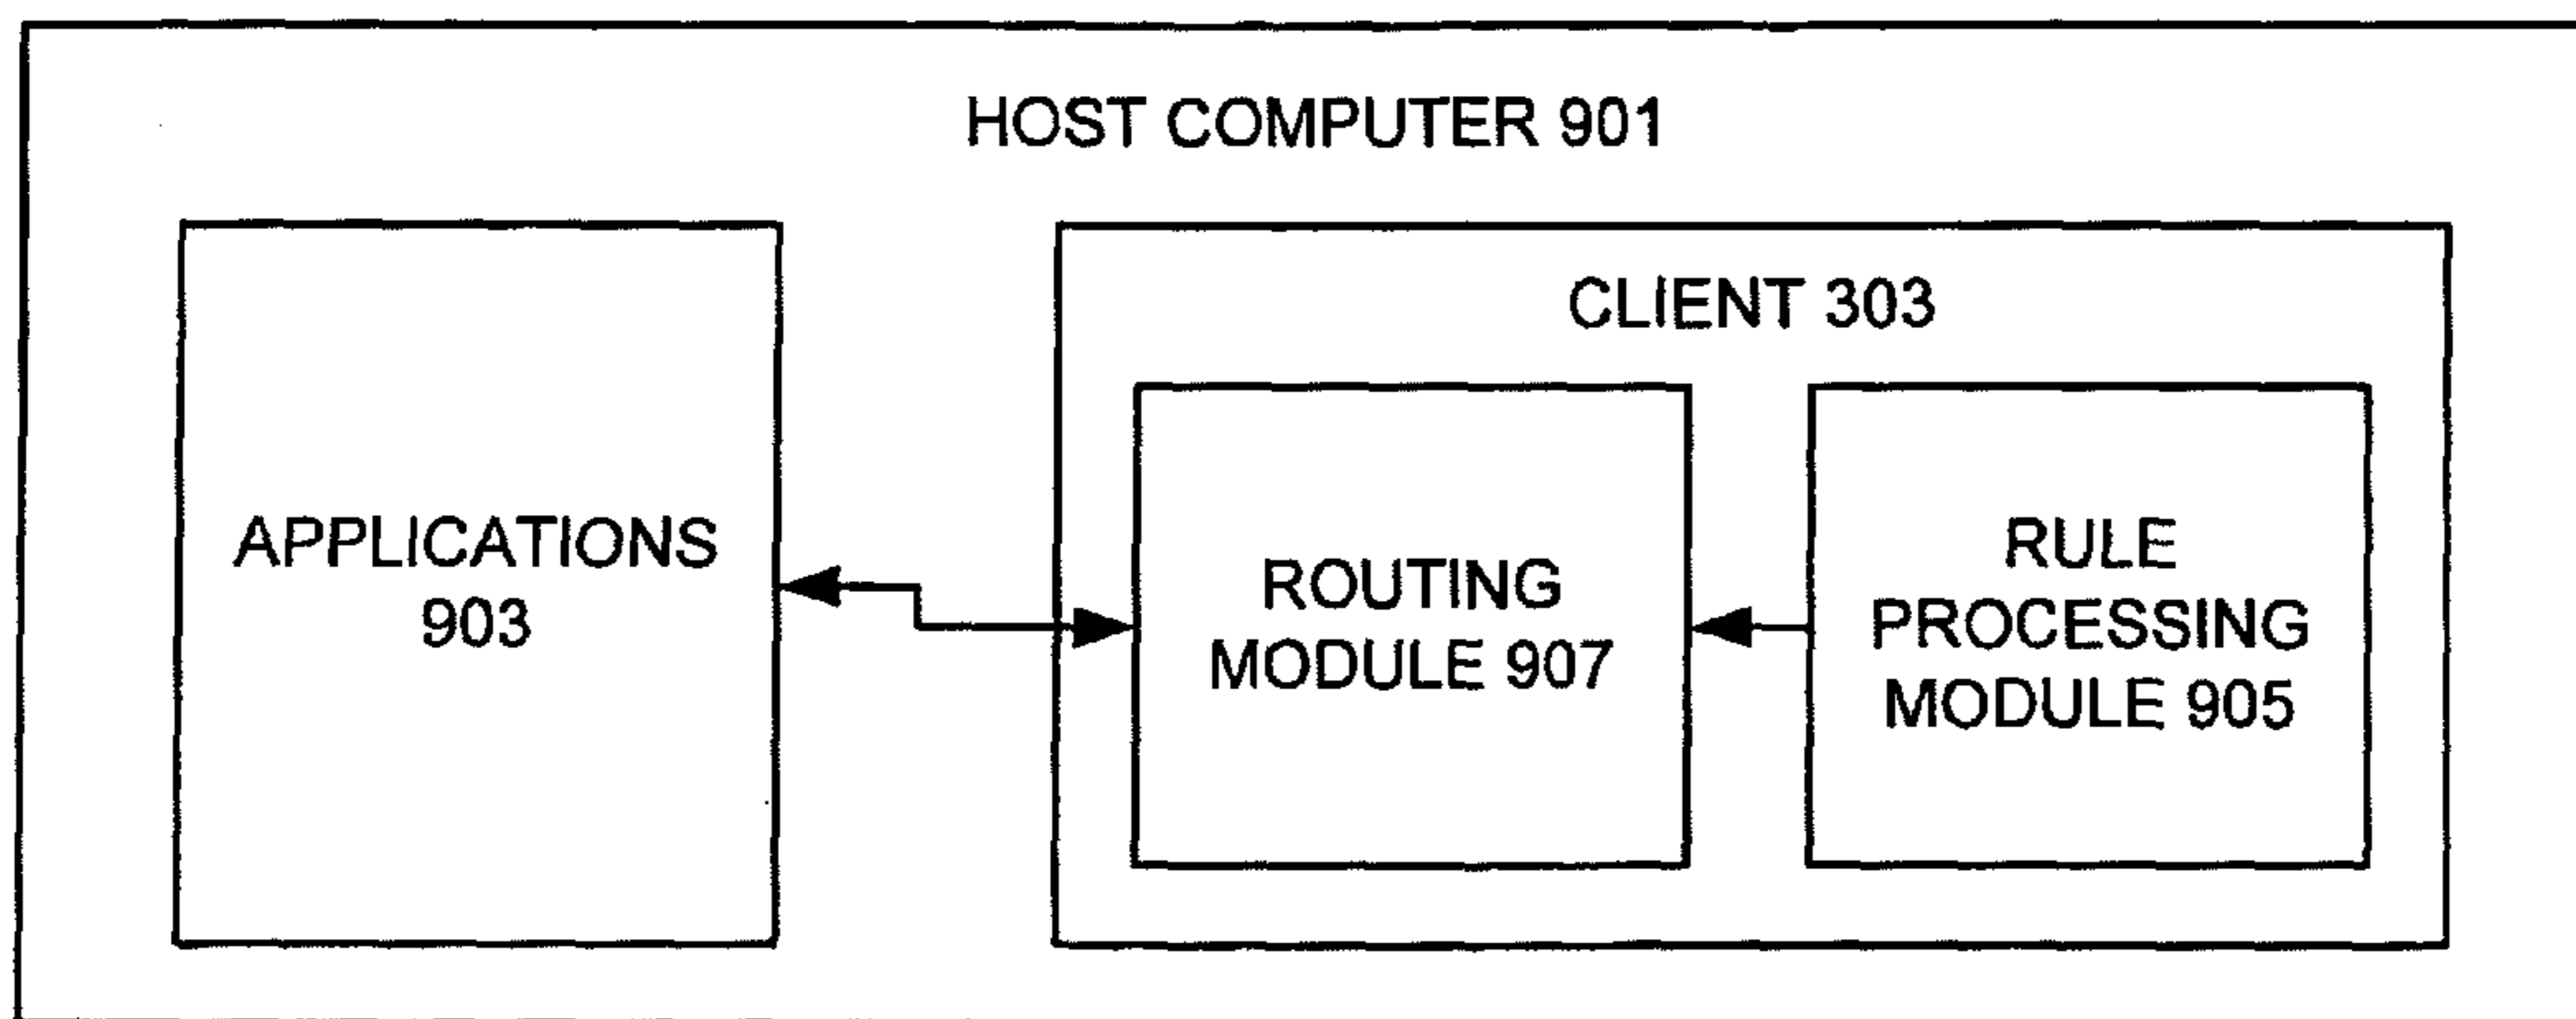 HOST COMPUTER 901
CLIENT 303
APPLICATIONS
903
ROUTING
MODULE 907
RULE
PROCESSING
MODULE 905